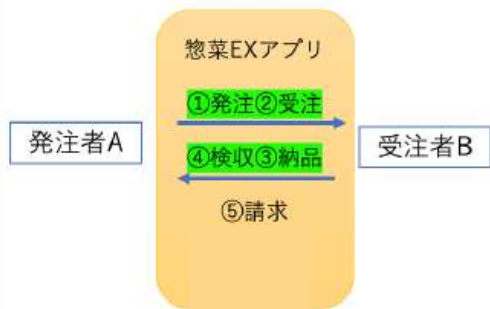 惣菜EXアプリ
①発注②受注
発注者A
受注者B
④検収③納品
⑤請求